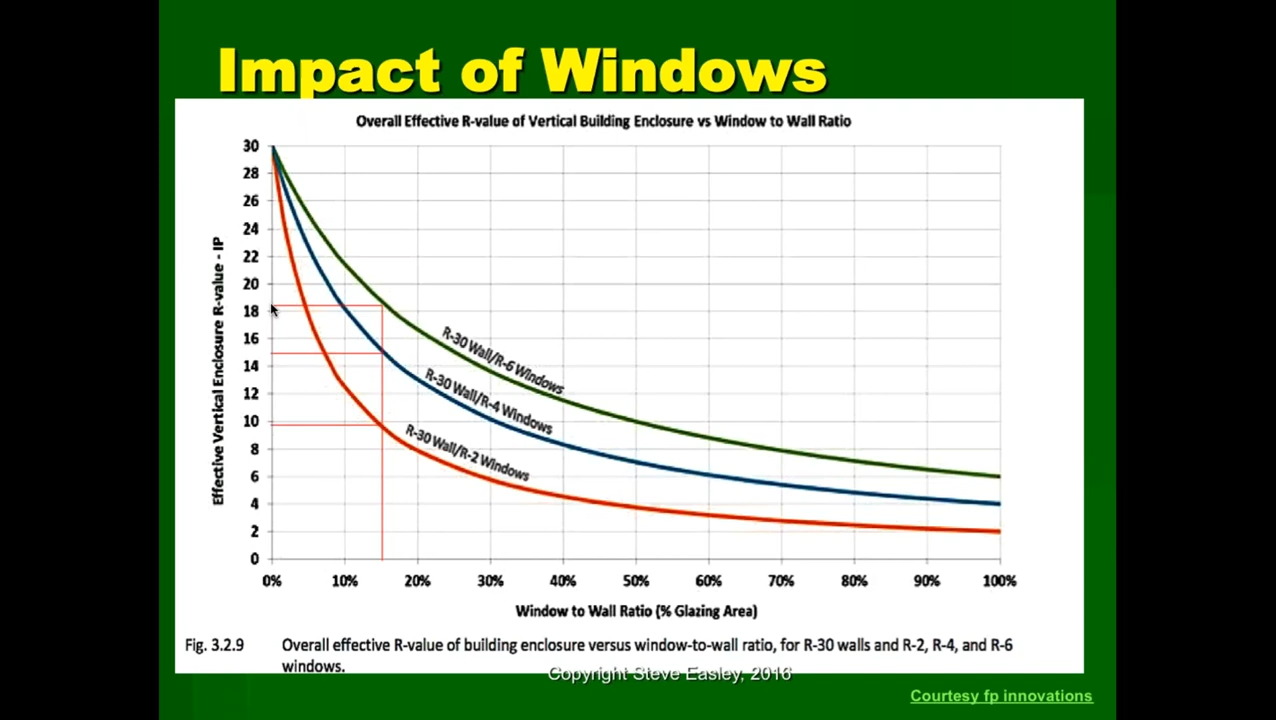 Impact of Windows
Overall Effective R-value of Vertical Building Enclosure vs Window to Wall Ratio
30
28
26
24
22
20
18
16
14
12
10
8
6
4
2
0
Effective Vertical Enclosure R-value - IP
R-30 Wall/R-6 Windows
R-30 Wall/R-4 Windows
R-30 Wall/R-2 Windows
0% 10% 20% 30% 40% 50% 60% 70% 80% 90% 100%
Window to Wall Ratio (% Glazing Area)
Fig. 3.2.9 Overall effective R-value of building enclosure versus window-to-wall ratio, for R-30 walls and R-2, R-4, and R-6
windows.
Copyright Steve Easley, 2016
Courtesy fp innovations